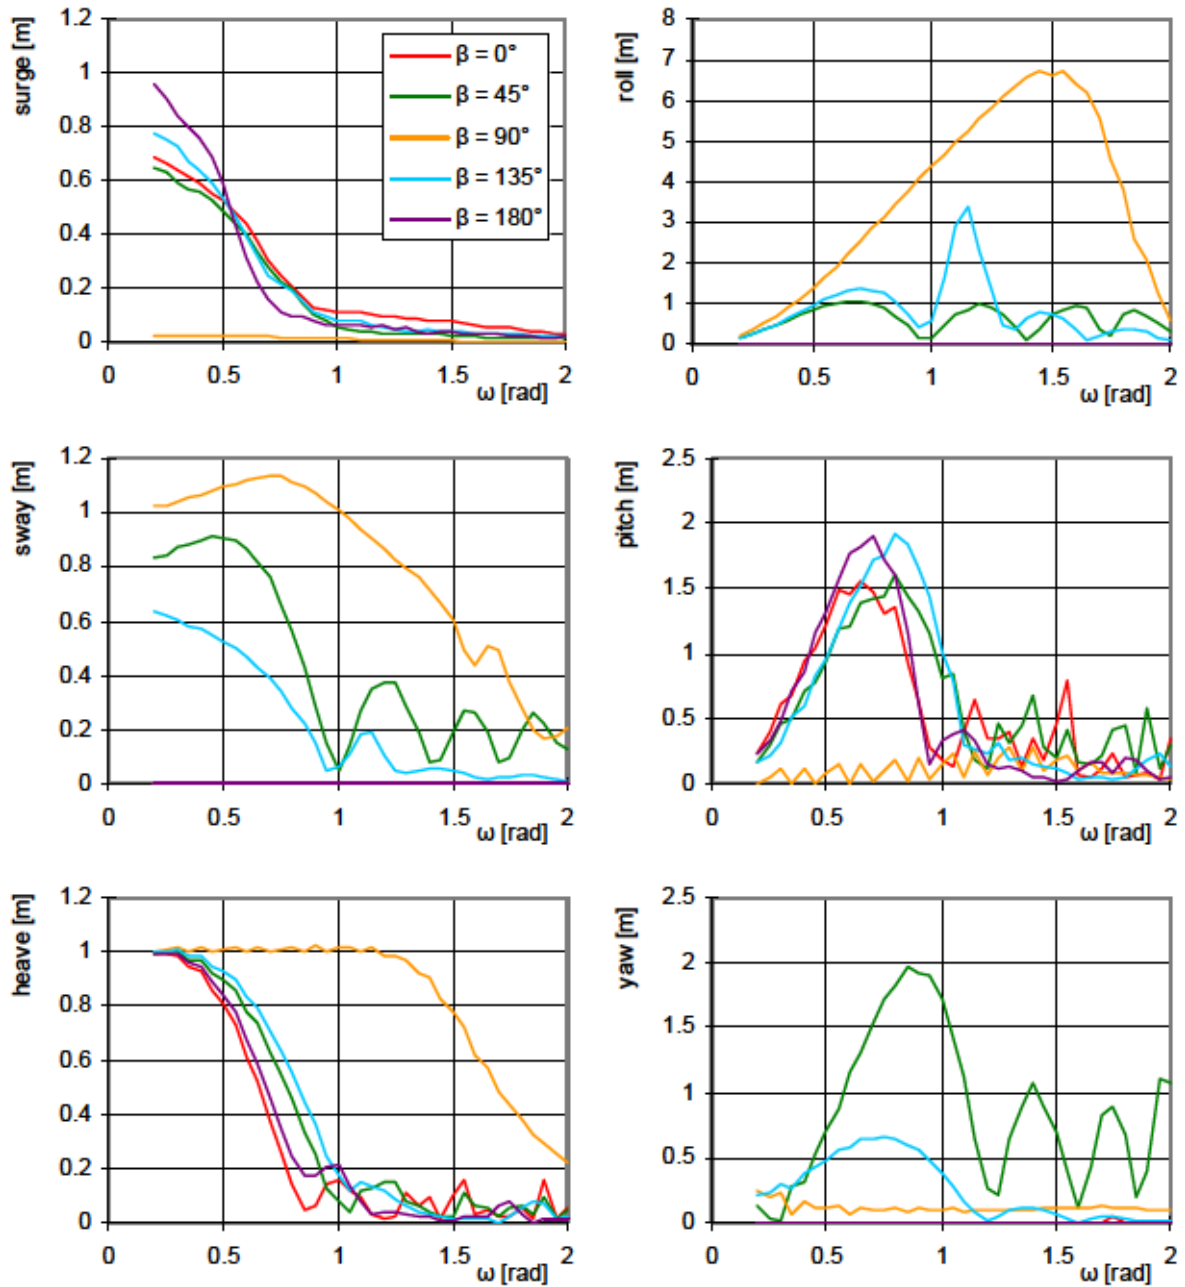 surge [m]
1.2
1
0.8
0.6
0.4
0.2
0
0 0.5 1 1.5 2
ω [rad]
β = 0°
β = 45°
β = 90°
β = 135°
β = 180°
roll [m]
8
7
6
5
4
3
2
1
0
0 0.5 1 1.5 2
ω [rad]
sway [m]
1.2
1
0.8
0.6
0.4
0.2
0
0 0.5 1 1.5 2
ω [rad]
pitch [m]
2.5
2
1.5
1
0.5
0
0 0.5 1 1.5 2
ω [rad]
heave [m]
1.2
1
0.8
0.6
0.4
0.2
0
0 0.5 1 1.5 2
ω [rad]
yaw [m]
2.5
2
1.5
1
0.5
0
0 0.5 1 1.5 2
ω [rad]